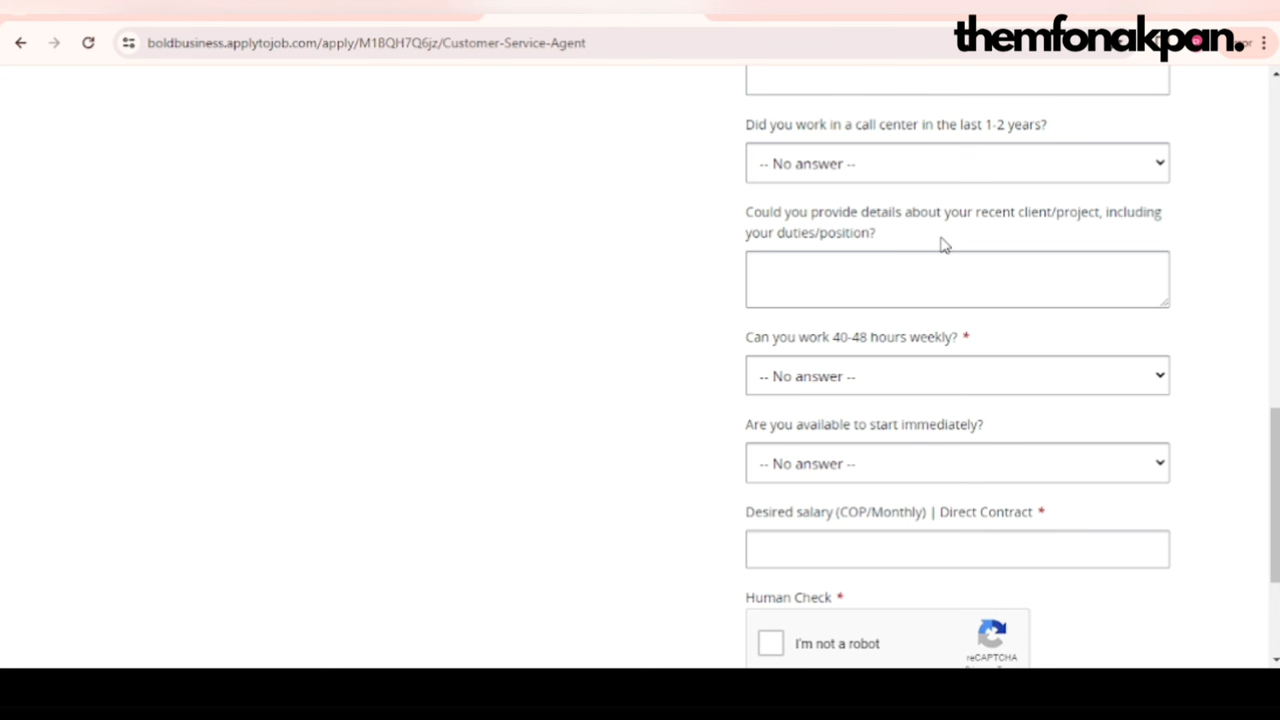 boldbusiness.applytojob.com/apply/M1BQH7Q6jz/Customer-Service-Agent
themfonakpan.
Did you work in a call center in the last 1-2 years?
-- No answer --
Could you provide details about your recent client/project, including
your duties/position?
Can you work 40-48 hours weekly? *
-- No answer --
Are you available to start immediately?
-- No answer --
Desired salary (COP/Monthly) | Direct Contract *
Human Check *
I'm not a robot
reCAPTCHA